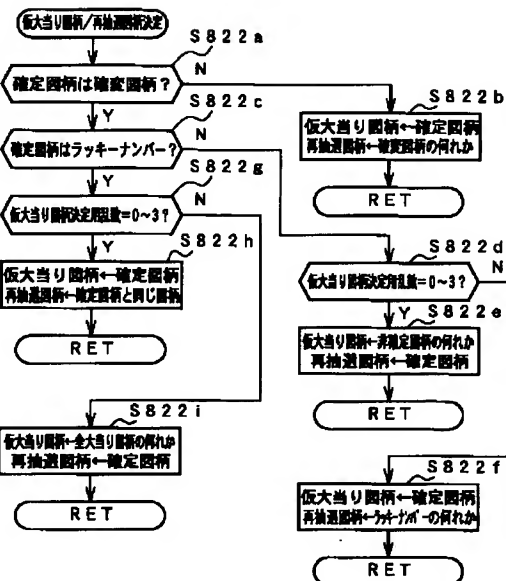 仮大当り図柄/再抽選図柄決定
S822a
確定図柄は確変図柄?
N
Y
S822b
仮大当り図柄←確定図柄
再抽選図柄←確変図柄の何れか
RET
S822c
確定図柄はラッキーナンバー?
N
Y
S822g
仮大当り図柄決定用乱数=0~3?
N
Y
S822h
仮大当り図柄←確定図柄
再抽選図柄←確定図柄と同じ図柄
RET
S822d
仮大当り図柄決定用乱数=0~3?
N
Y
S822e
仮大当り図柄←非確定図柄の何れか
再抽選図柄←確定図柄
RET
S822i
仮大当り図柄←全大当り図柄の何れか
再抽選図柄←確定図柄
RET
S822f
仮大当り図柄←確定図柄
再抽選図柄←ラッキーナンバーの何れか
RET